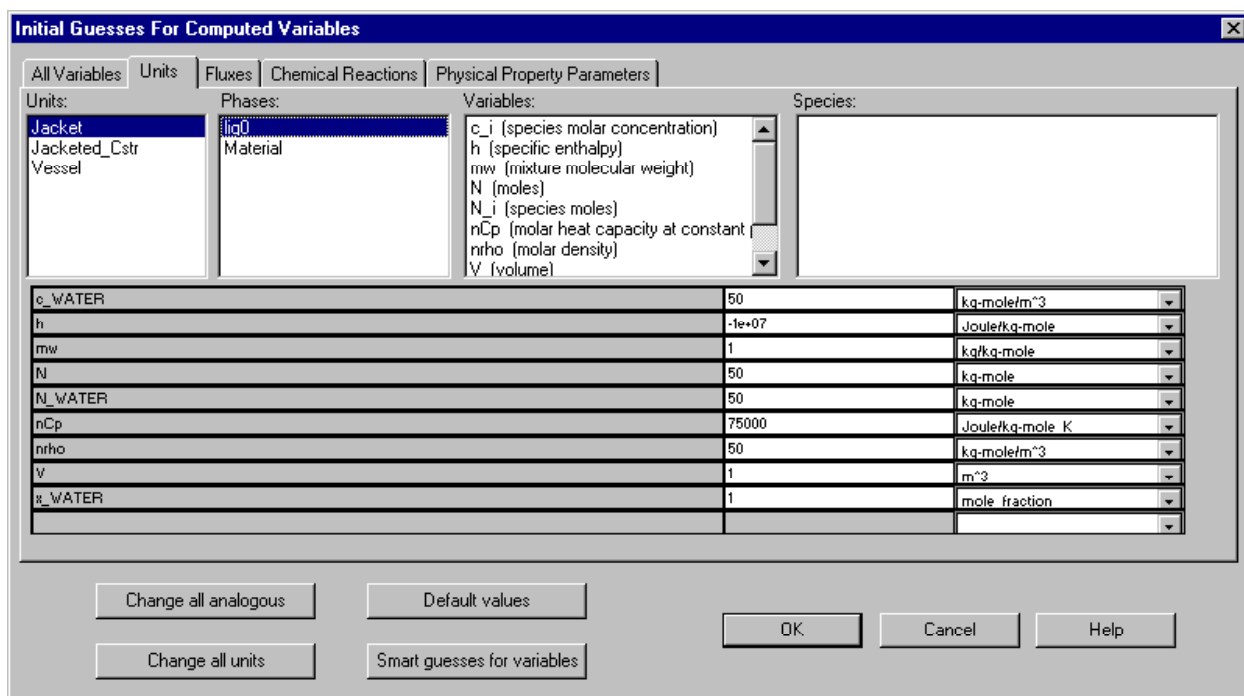 Initial Guesses For Computed Variables
All Variables Units Fluxes Chemical Reactions Physical Property Parameters
Units: Phases: Variables: Species:
Jacket
Jacketed_Cstr
Vessel
liq0
Material
c_i (species molar concentration)
h (specific enthalpy)
mw (mixture molecular weight)
N (moles)
N_i (species moles)
nCp (molar heat capacity at constant
nrho (molar density)
V (volume)
c_WATER 50 kg-mole/m^3
h -1e+07 Joule/kg-mole
mw 1 kg/kg-mole
N 50 kg-mole
N_WATER 50 kg-mole
nCp 75000 Joule/kg-mole K
nrho 50 kg-mole/m^3
V 1 m^3
x_WATER 1 mole fraction
Change all analogous Default values
OK Cancel Help
Change all units Smart guesses for variables